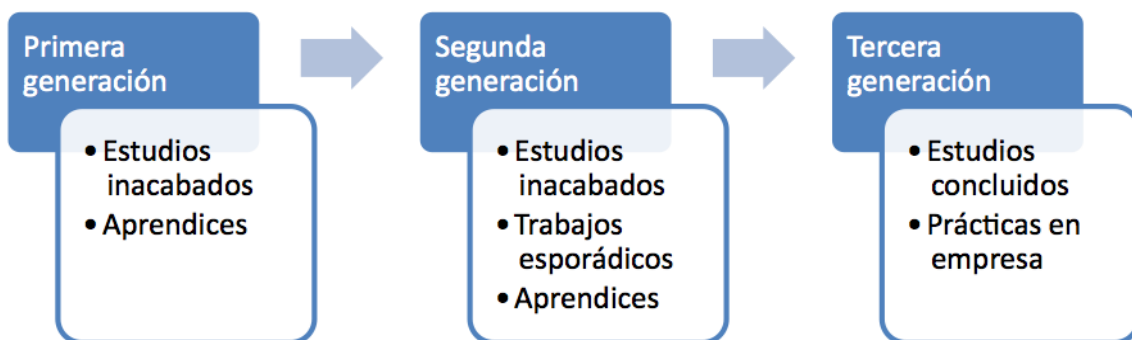 Primera
generación
• Estudios
inacabados
• Aprendices
Segunda
generación
• Estudios
inacabados
• Trabajos
esporádicos
• Aprendices
Tercera
generación
• Estudios
concluidos
• Prácticas en
empresa